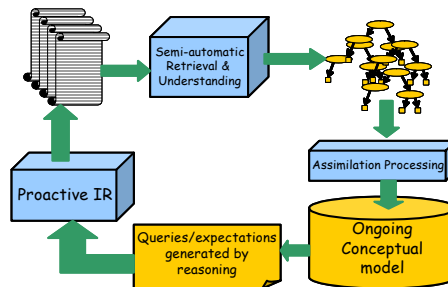 Semi-automatic
Retrieval &
Understanding
Assimilation Processing
Proactive IR
Queries/expectations
generated by
reasoning
Ongoing
Conceptual
model